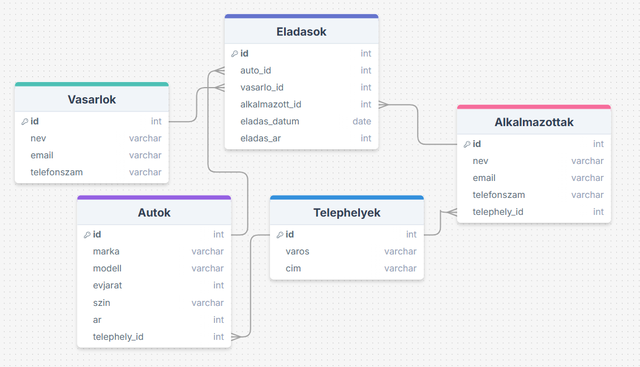 Eladasok
id int
auto_id int
vasarlo_id int
alkalmazott_id int
eladas_datum date
eladas_ar int
Vasarlok
id int
nev varchar
email varchar
telefonszam varchar
Alkalmazottak
id int
nev varchar
email varchar
telefonszam varchar
telephely_id int
Autok
id int
marka varchar
modell varchar
evjarat int
szin varchar
ar int
telephely_id int
Telephelyek
id int
varos varchar
cim varchar